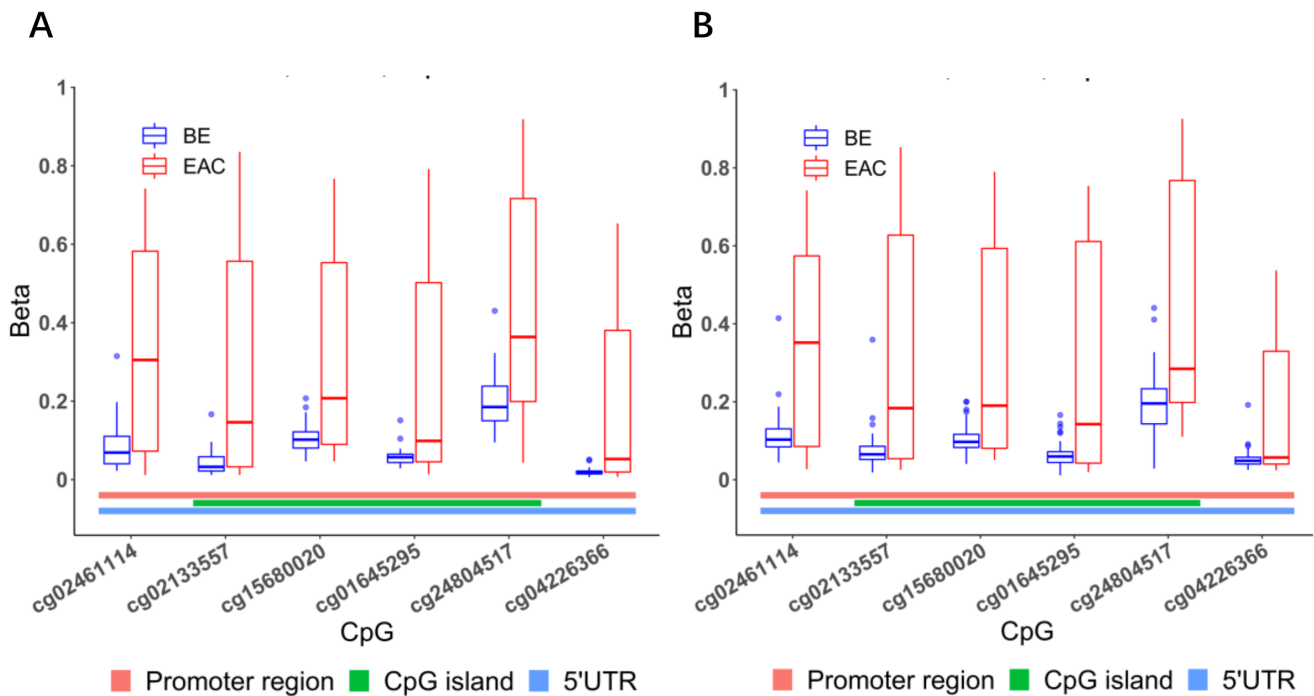 A
B
1
0.8
0.6
0.4
0.2
0
Beta
BE
EAC
cg02461114
cg02133557
cg15680020
cg01645295
cg24804517
cg04226366
CpG
Promoter region CpG island 5'UTR
1
0.8
0.6
0.4
0.2
0
Beta
BE
EAC
cg02461114
cg02133557
cg15680020
cg01645295
cg24804517
cg04226366
CpG
Promoter region CpG island 5'UTR